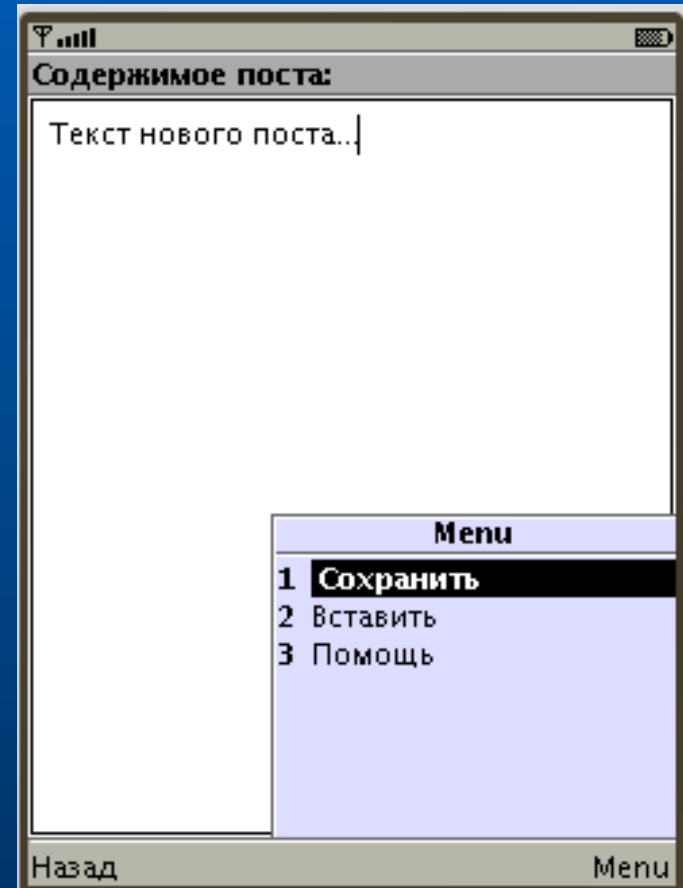 Содержимое поста:
Текст нового поста...
Menu
1 Сохранить
2 Вставить
3 Помощь
Назад Menu